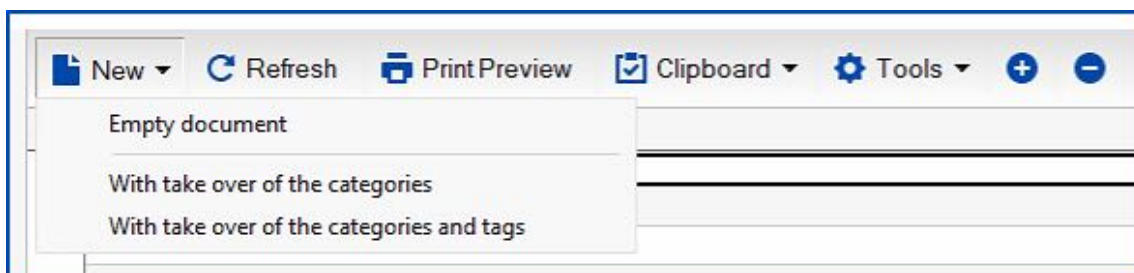 New Refresh Print Preview Clipboard Tools
Empty document
With take over of the categories
With take over of the categories and tags